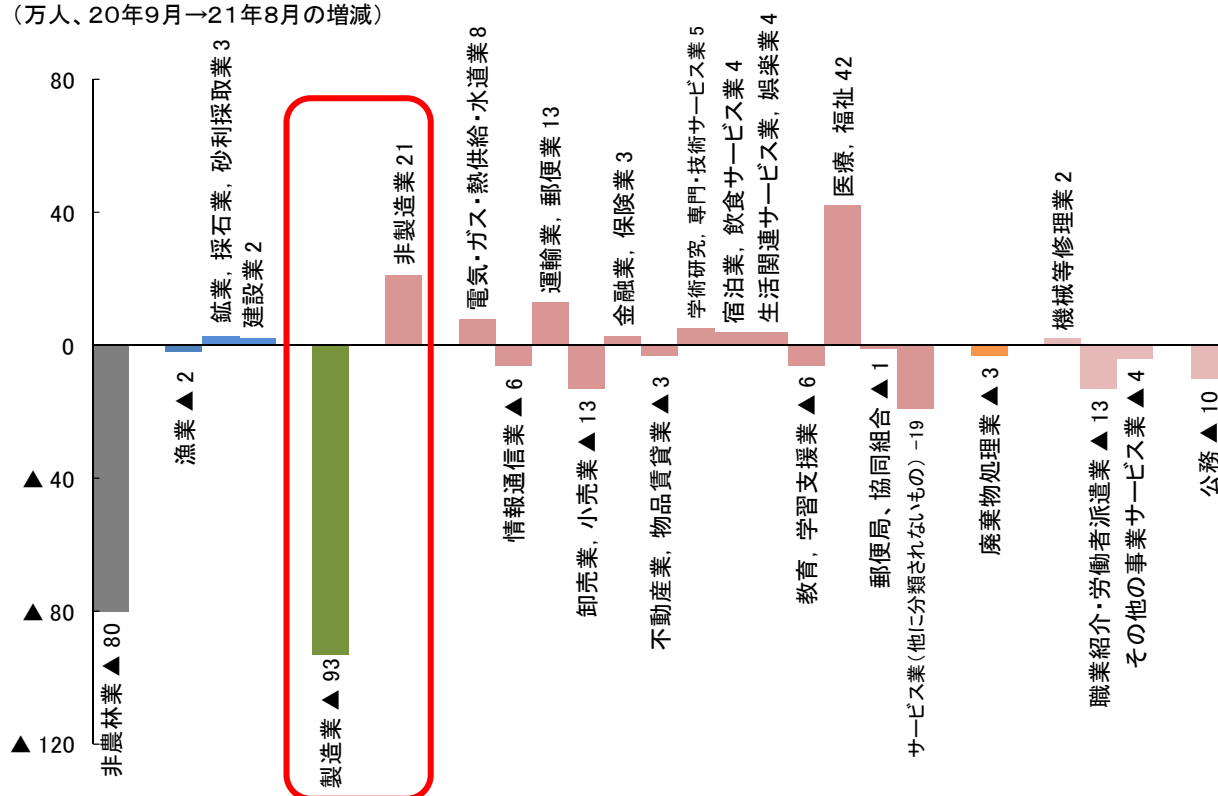 （万人、20年9月→21年8月の増減）
80
40
0
▲ 40
▲ 80
▲ 120
非農林業 ▲ 80
漁業 ▲ 2
鉱業, 採石業, 砂利採取業 3
建設業 2
製造業 ▲ 93
非製造業 21
電気・ガス・熱供給・水道業 8
情報通信業 ▲ 6
運輸業, 郵便業 13
卸売業, 小売業 ▲ 13
金融業, 保険業 3
不動産業, 物品賃貸業 ▲ 3
学術研究, 専門・技術サービス業 5
宿泊業, 飲食サービス業 4
生活関連サービス業, 娯楽業 4
教育, 学習支援業 ▲ 6
医療, 福祉 42
郵便局、協同組合 ▲ 1
サービス業（他に分類されないもの） -19
廃棄物処理業 ▲ 3
機械等修理業 2
職業紹介・労働者派遣業 ▲ 13
その他の事業サービス業 ▲ 4
公務 ▲ 10